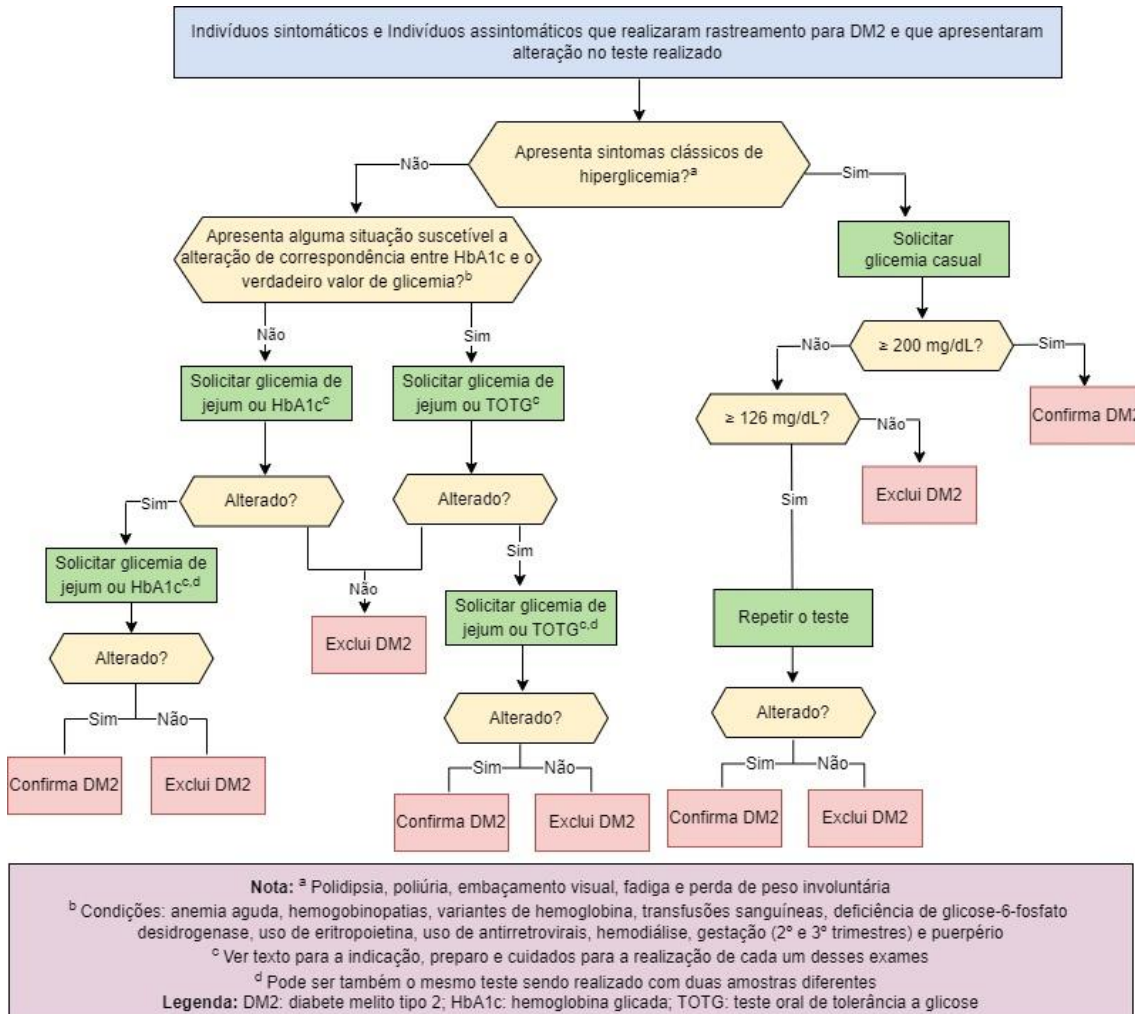 Indivíduos sintomáticos e Indivíduos assintomáticos que realizaram rastreamento para DM2 e que apresentaram
alteração no teste realizado
Apresenta sintomas clássicos de
hiperglicemia?ª
Não
Sim
Apresenta alguma situação suscetível a
alteração de correspondência entre HbA1c e o
verdadeiro valor de glicemia?ᵇ
Solicitar
glicemia casual
Não
Sim
≥ 200 mg/dL?
Não
Sim
Solicitar glicemia de
jejum ou HbA1cᶜ
Solicitar glicemia de
jejum ou TOTGᶜ
≥ 126 mg/dL?
Confirma DM2
Não
Exclui DM2
Sim
Alterado?
Alterado?
Sim
Não
Sim
Solicitar glicemia de
jejum ou HbA1cᶜ,ᵈ
Exclui DM2
Solicitar glicemia de
jejum ou TOTGᶜ,ᵈ
Repetir o teste
Alterado?
Alterado?
Alterado?
Sim
Não
Sim
Não
Sim
Não
Confirma DM2
Exclui DM2
Confirma DM2
Exclui DM2
Confirma DM2
Exclui DM2
Nota: ª Polidipsia, poliúria, embaçamento visual, fadiga e perda de peso involuntária
ᵇ Condições: anemia aguda, hemogobinopatias, variantes de hemoglobina, transfusões sanguíneas, deficiência de glicose-6-fosfato
desidrogenase, uso de eritropoietina, uso de antirretrovirais, hemodiálise, gestação (2º e 3º trimestres) e puerpério
ᶜ Ver texto para a indicação, preparo e cuidados para a realização de cada um desses exames
ᵈ Pode ser também o mesmo teste sendo realizado com duas amostras diferentes
Legenda: DM2: diabete melito tipo 2; HbA1c: hemoglobina glicada; TOTG: teste oral de tolerância a glicose